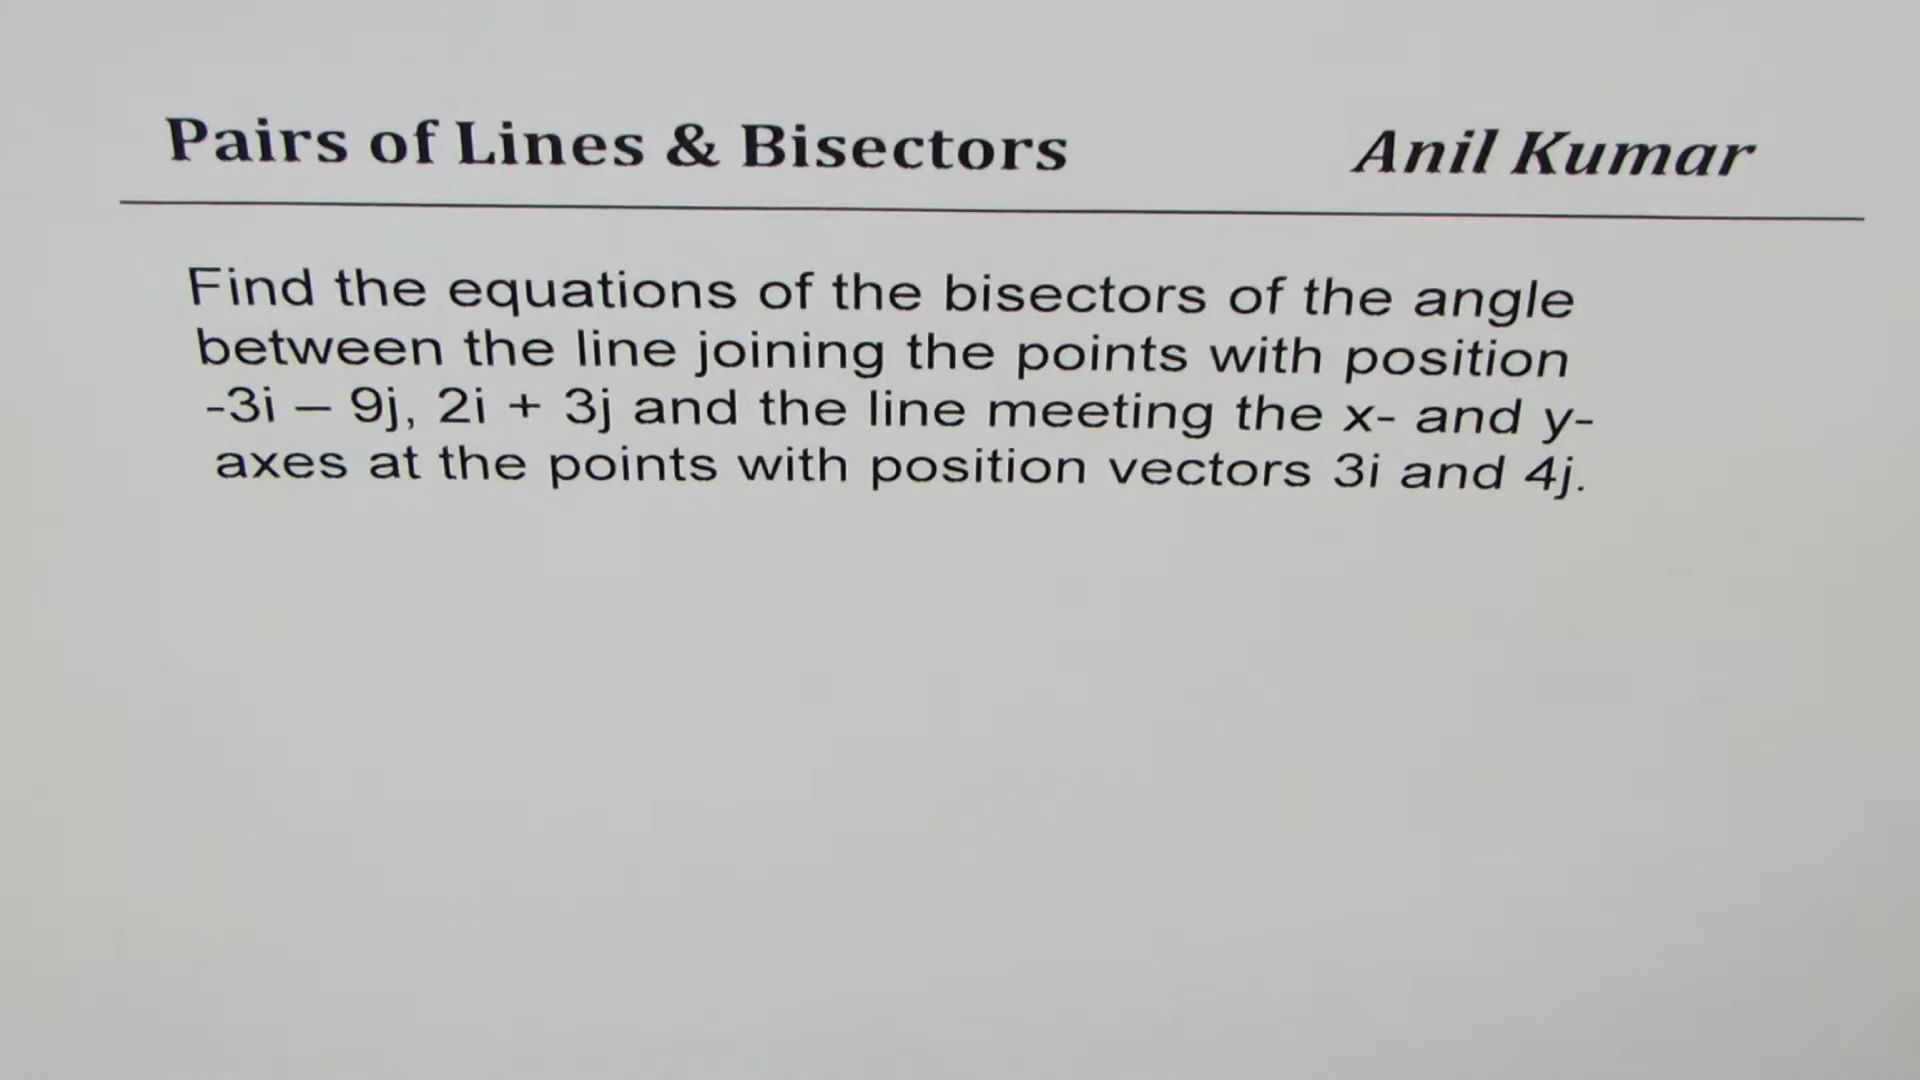 Pairs of Lines & Bisectors Anil Kumar
Find the equations of the bisectors of the angle
between the line joining the points with position
-3i – 9j, 2i + 3j and the line meeting the x- and y-
axes at the points with position vectors 3i and 4j.